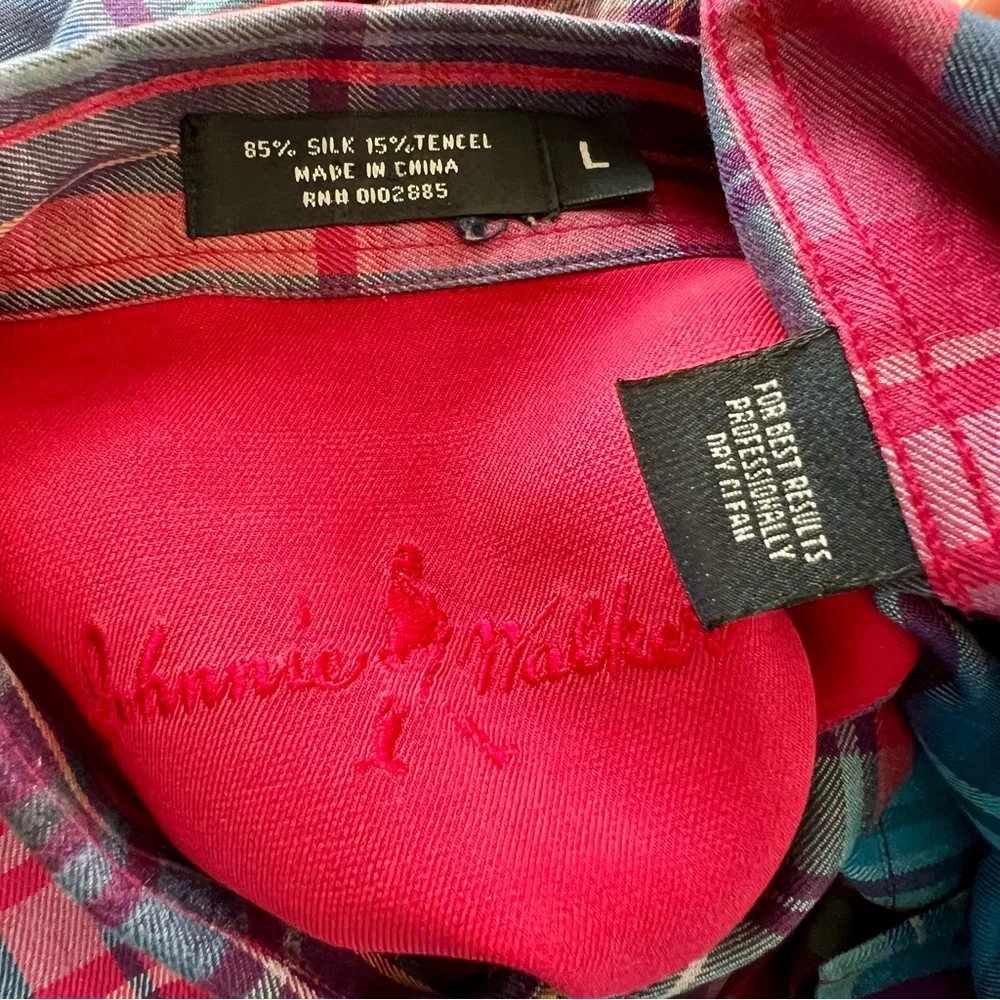 85% SILK 15% TENCEL
MADE IN CHINA
RN# 0102885
L
FOR BEST RESULTS
PROFESSIONALLY
DRY CLEAN
Johnnie Walker